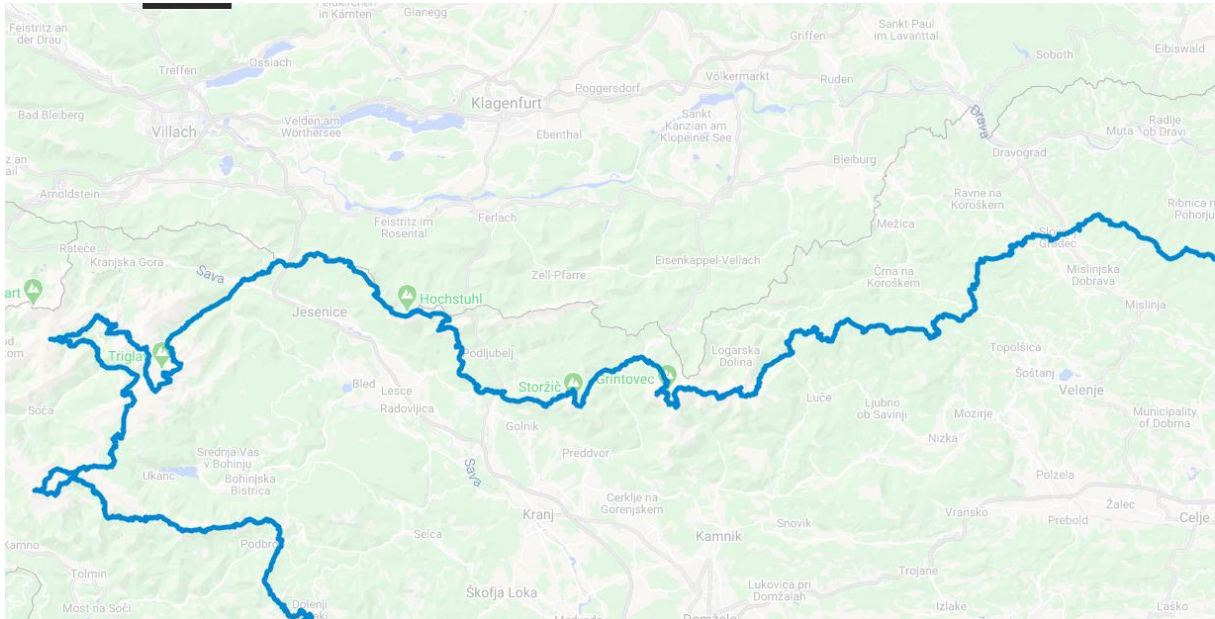 Feldkirchen
in Kärnten
Glanegg
Feistritz an
der Drau
Treffen
Ossiach
Griffen
Sankt Paul
im Lavanttal
Soboth
Eibiswald
Völkermarkt
Ruden
Poggersdorf
Klagenfurt
Bad Bleiberg
Villach
Velden am
Wörthersee
Ebenthal
Sankt
Kanzian am
Klopeiner See
Drava
Muta
Radlje
ob Dravi
Bleiburg
Dravograd
Arnoldstein
Ravne na
Koroškem
Ribnica n
Pohorju
Feistritz im
Rosental
Ferlach
Mežica
Slovenj
Gradec
Rateče
Kranjska Gora
Sava
Zell-Pfarre
Eisenkappel-Vellach
Črna na
Koroškem
Mislinjska
Dobrava
Mislinja
art
Hochstuhl
Jesenice
Triglav
Podljubelj
Logarska
Dolina
Topolšica
Šoštanj
Velenje
Bled
Lesce
Radovljica
Storžič
Grintovec
Luče
Ljubno
ob Savinji
Mozirje
Municipality
of Dobrna
Soča
Golnik
Nizka
Srednja Vas
v Bohinju
Preddvor
Ukanc
Bohinjska
Bistrica
Sava
Polzela
Cerklje na
Gorenjskem
Kranj
Snovik
Vransko
Prebold
Žalec
Celje
Kamno
Podbro
Selca
Kamnik
Tolmin
Trojane
Škofja Loka
Lukovica pri
Domžalah
Most na Soči
Dolenji
Izlake
Laško
Domžale
Medvode